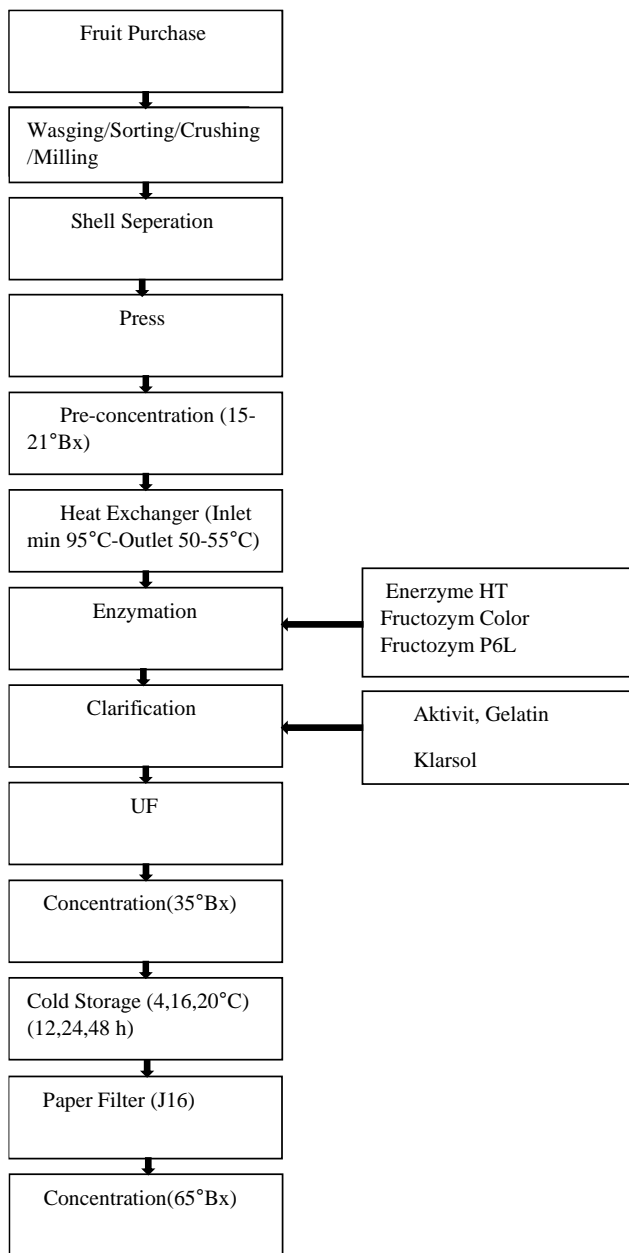 Fruit Purchase
Wasging/Sorting/Crushing
/Milling
Shell Seperation
Press
Pre-concentration (15-
21°Bx)
Heat Exchanger (Inlet
min 95°C-Outlet 50-55°C)
Enzymation
Enerzyme HT
Fructozym Color
Fructozym P6L
Clarification
Aktivit, Gelatin
Klarsol
UF
Concentration(35°Bx)
Cold Storage (4,16,20°C)
(12,24,48 h)
Paper Filter (J16)
Concentration(65°Bx)